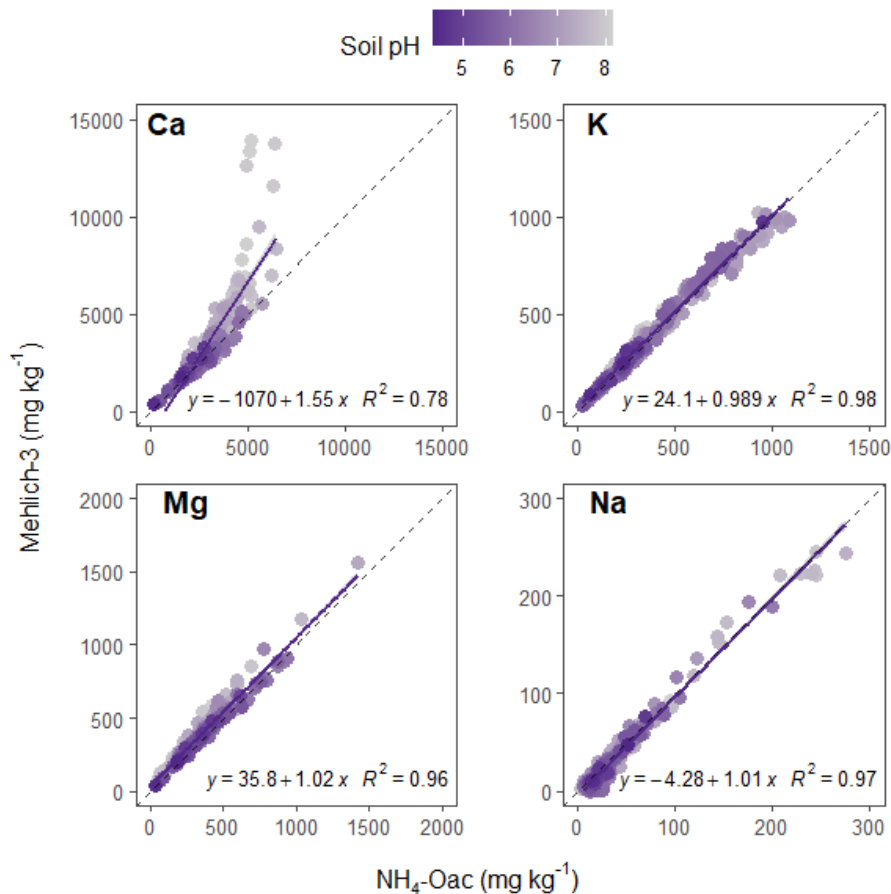 Soil pH
5 6 7 8
Ca
15000
10000
5000
0
y = −1070 + 1.55 x R² = 0.78
0 5000 10000 15000
K
1500
1000
500
0
y = 24.1 + 0.989 x R² = 0.98
0 500 1000 1500
Mehlich-3 (mg kg⁻¹)
Mg
2000
1500
1000
500
0
y = 35.8 + 1.02 x R² = 0.96
0 500 1000 1500 2000
Na
300
200
100
0
y = −4.28 + 1.01 x R² = 0.97
0 100 200 300
NH₄-Oac (mg kg⁻¹)